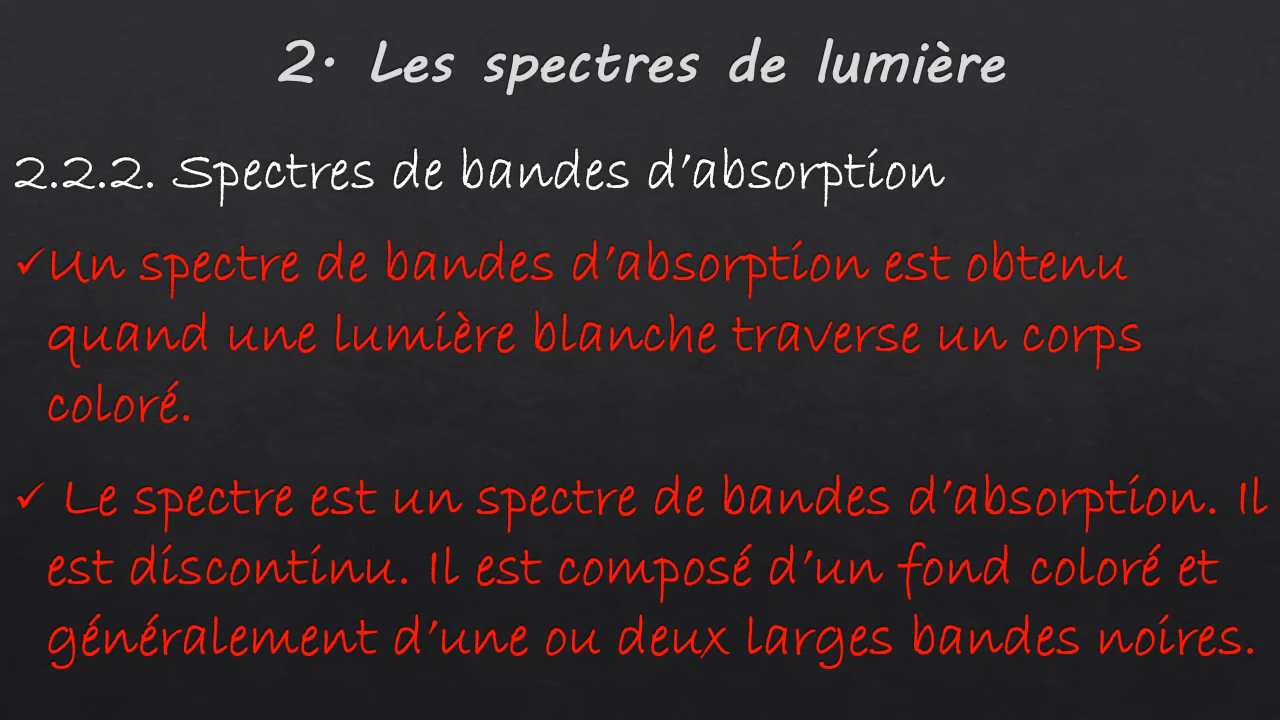 2. Les spectres de lumière
2.2.2. Spectres de bandes d’absorption
✓Un spectre de bandes d’absorption est obtenu
quand une lumière blanche traverse un corps
coloré.
✓ Le spectre est un spectre de bandes d’absorption. Il
est discontinu. Il est composé d’un fond coloré et
généralement d’une ou deux larges bandes noires.